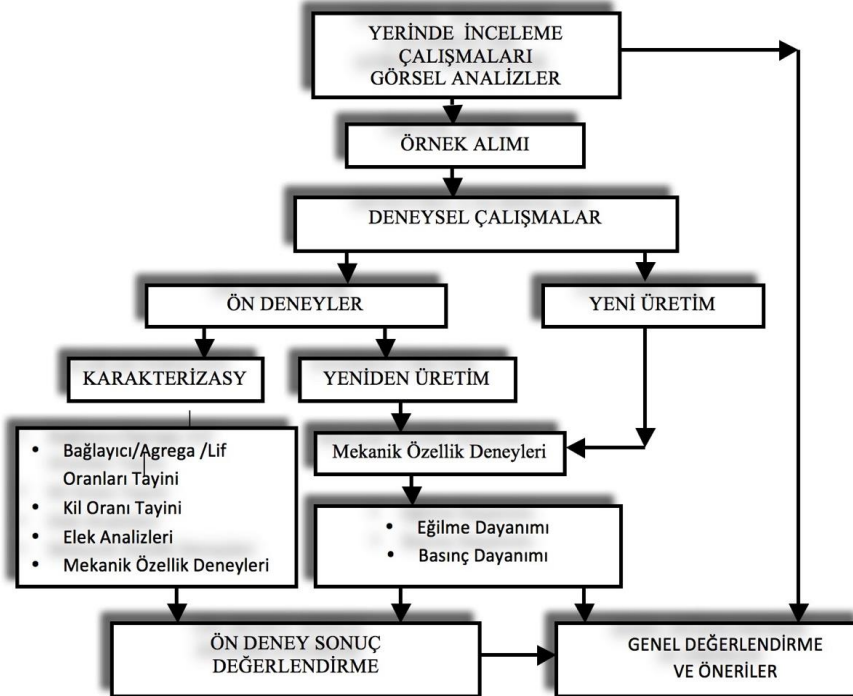 YERİNDE İNCELEME
ÇALIŞMALARI
GÖRSEL ANALİZLER
ÖRNEK ALIMI
DENEYSEL ÇALIŞMALAR
ÖN DENEYLER
YENİ ÜRETİM
KARAKTERİZASY
YENİDEN ÜRETİM
• Bağlayıcı/Agrega /Lif
Oranları Tayini
• Kil Oranı Tayini
• Elek Analizleri
• Mekanik Özellik Deneyleri
Mekanik Özellik Deneyleri
• Eğilme Dayanımı
• Basınç Dayanımı
ÖN DENEY SONUÇ
DEĞERLENDİRME
GENEL DEĞERLENDİRME
VE ÖNERİLER